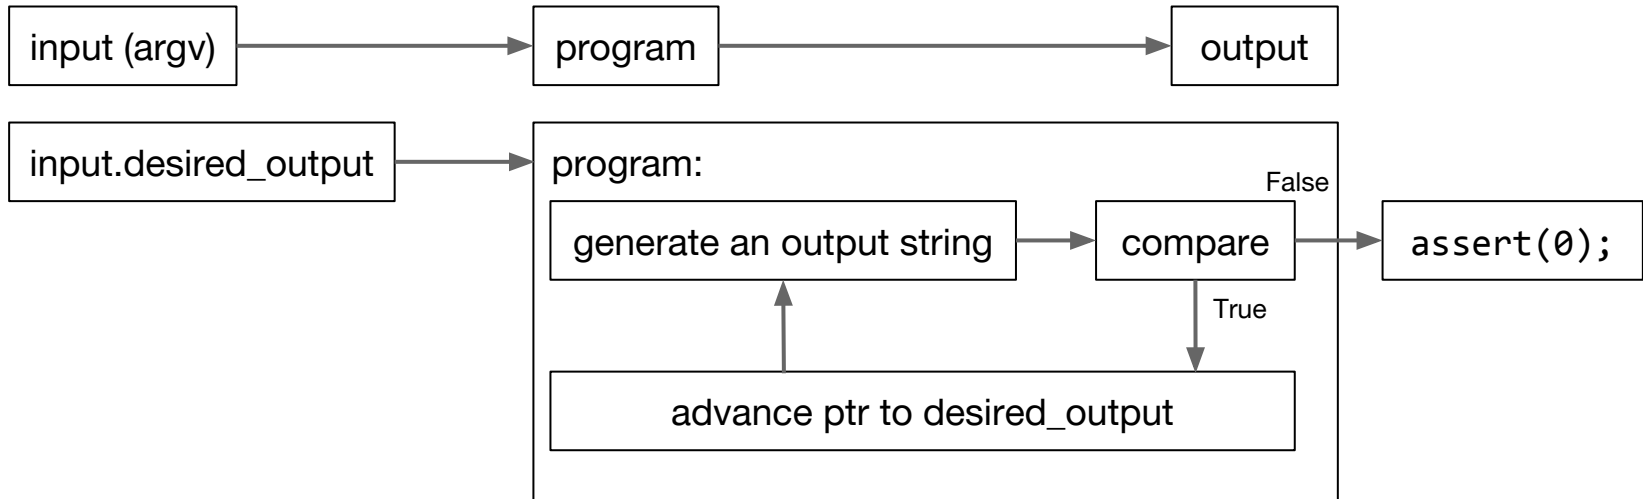 input (argv)
program
output
input.desired_output
program:
False
generate an output string
compare
assert(0);
True
advance ptr to desired_output